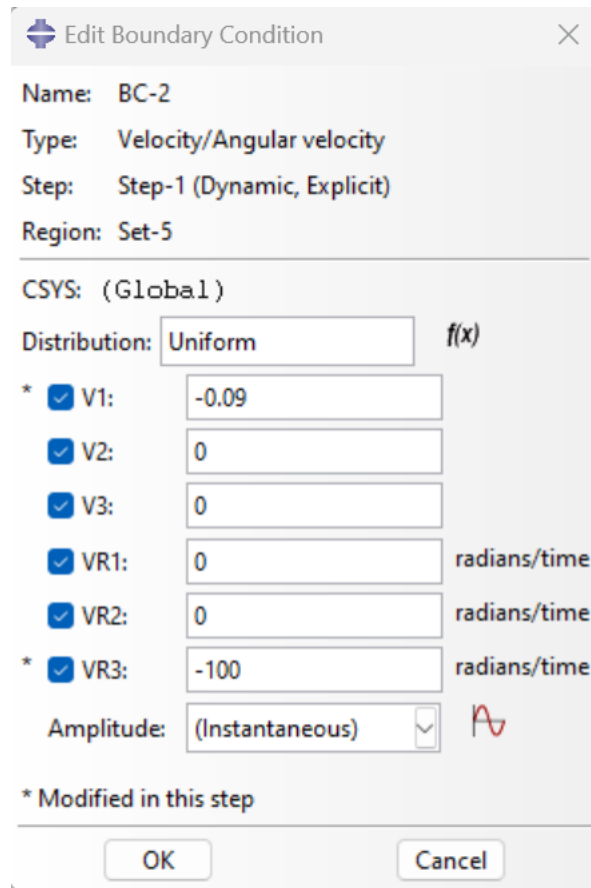 Edit Boundary Condition
Name: BC-2
Type: Velocity/Angular velocity
Step: Step-1 (Dynamic, Explicit)
Region: Set-5
CSYS: (Global)
Distribution: Uniform f(x)
* V1: -0.09
V2: 0
V3: 0
VR1: 0 radians/time
VR2: 0 radians/time
* VR3: -100 radians/time
Amplitude: (Instantaneous)
* Modified in this step
OK Cancel